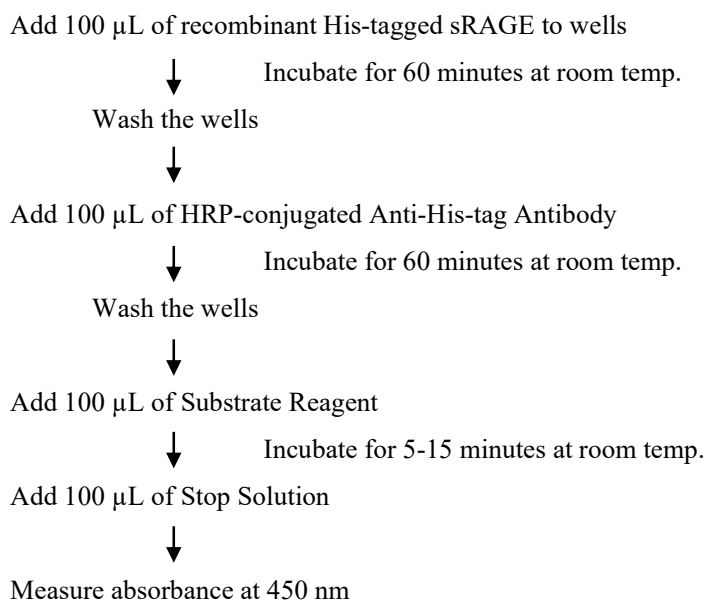 Add 100 µL of recombinant His-tagged sRAGE to wells
Incubate for 60 minutes at room temp.
Wash the wells
Add 100 µL of HRP-conjugated Anti-His-tag Antibody
Incubate for 60 minutes at room temp.
Wash the wells
Add 100 µL of Substrate Reagent
Incubate for 5-15 minutes at room temp.
Add 100 µL of Stop Solution
Measure absorbance at 450 nm